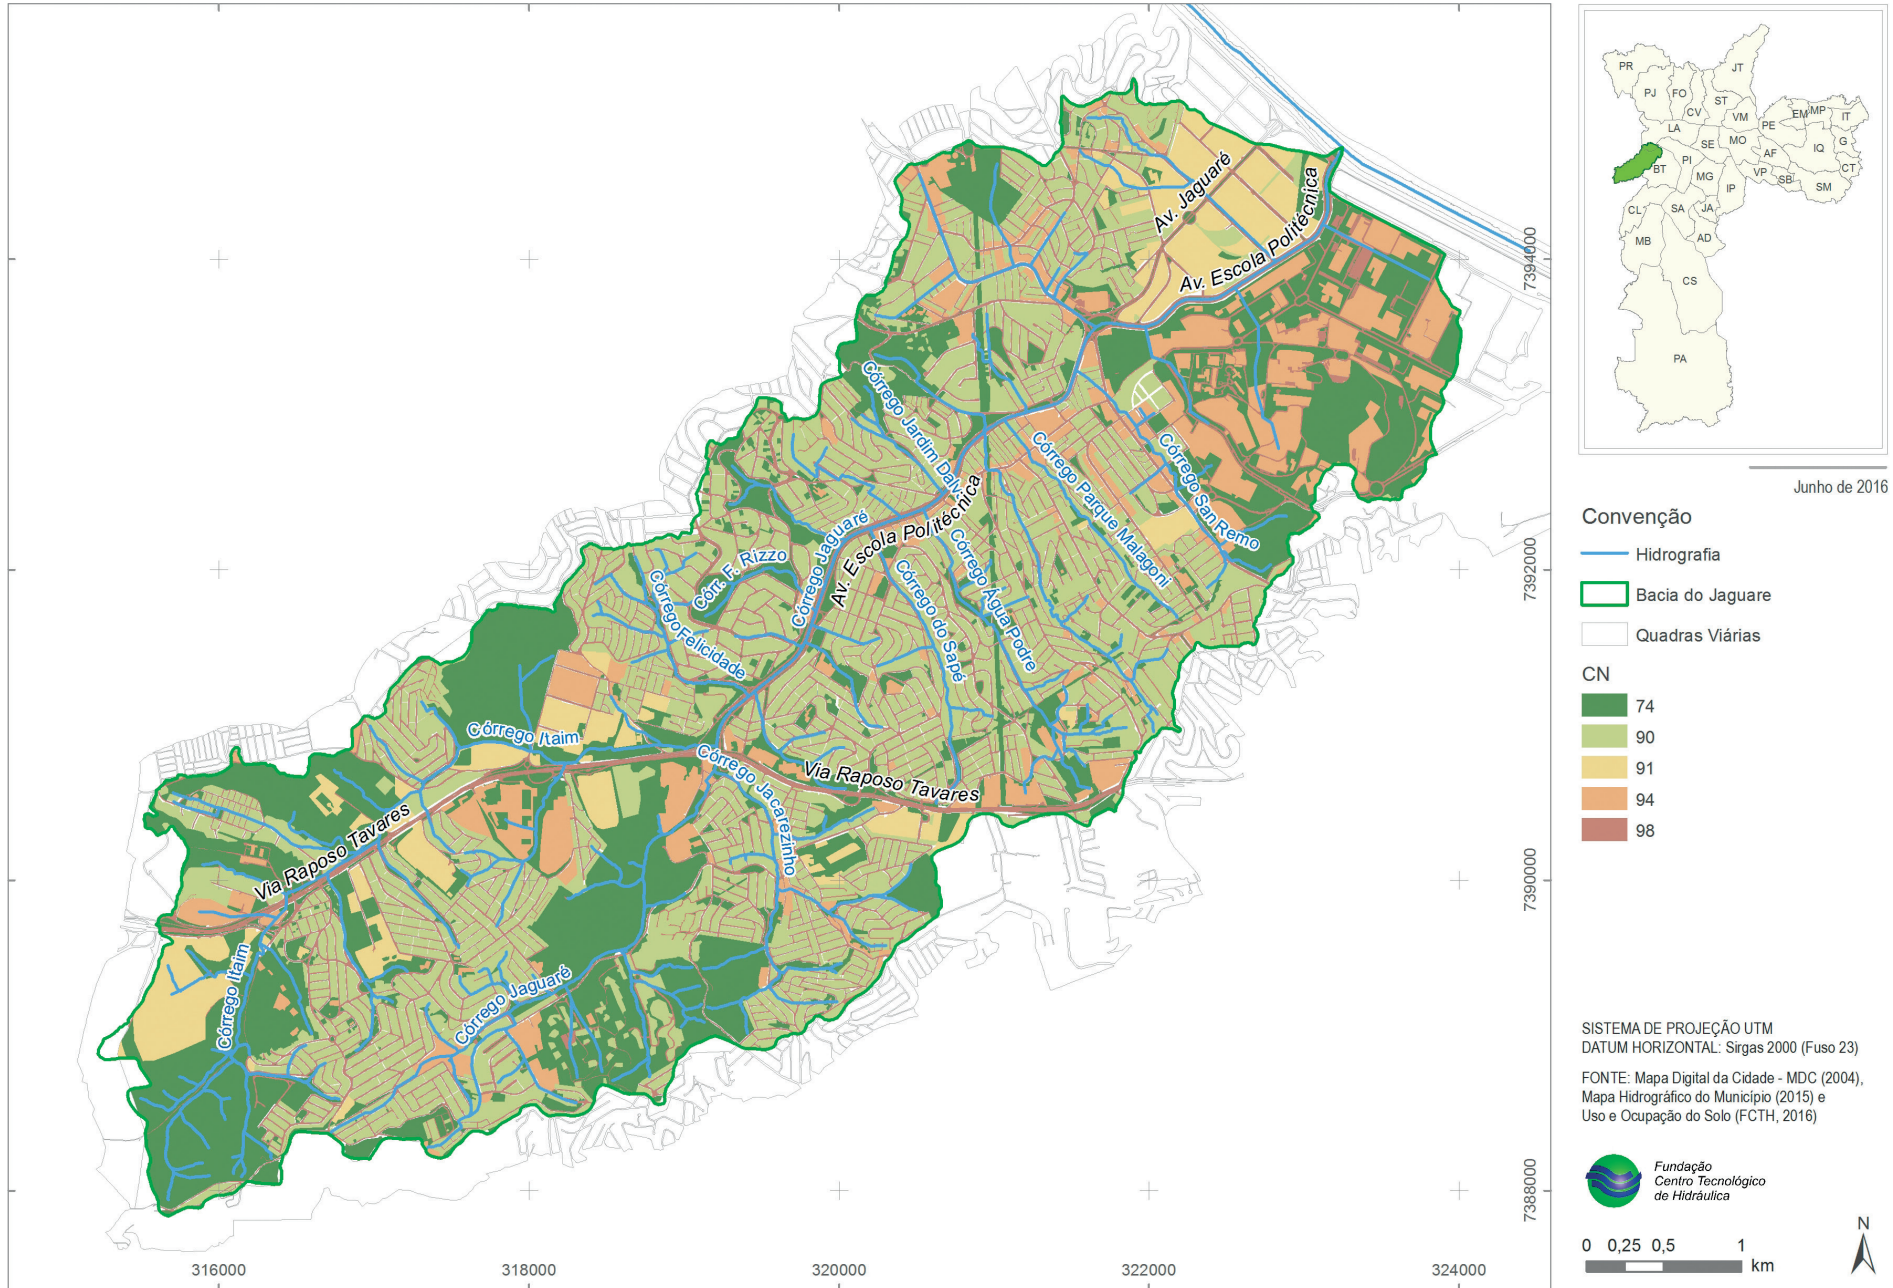 Av. Jaguaré
Av. Escola Politécnica
Córrego Jardim Dalvi
Córrego Parque Malagoni
Córrego San Remo
Av. Escola Politécnica
Córrego Jaguaré
Córr. F. Rizzo
Córrego Felicidade
Córrego do Sapé
Córrego Água Podre
Córrego Itaim
Córrego Jacarezinho
Via Raposo Tavares
Via Raposo Tavares
Córrego Itaim
Córrego Jaguaré
7394000
7392000
7390000
7388000
316000
318000
320000
322000
324000
PR
JT
PJ
FO
ST
CV
VM
EM
MP
IT
LA
PE
SE
MO
IQ
G
PI
AF
BT
MG
VP
SB
CT
IP
SM
CL
SA
JA
MB
AD
CS
PA
Junho de 2016
Convenção
Hidrografia
Bacia do Jaguare
Quadras Viárias
CN
74
90
91
94
98
SISTEMA DE PROJEÇÃO UTM
DATUM HORIZONTAL: Sirgas 2000 (Fuso 23)
FONTE: Mapa Digital da Cidade - MDC (2004),
Mapa Hidrográfico do Município (2015) e
Uso e Ocupação do Solo (FCTH, 2016)
Fundação
Centro Tecnológico
de Hidráulica
N
0 0,25 0,5 1
km